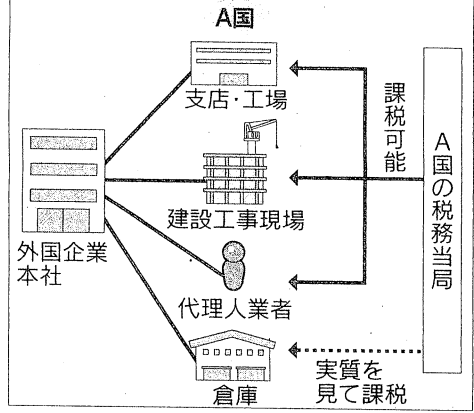 A国
支店・工場
建設工事現場
代理人業者
倉庫
外国企業
本社
課税可能
実質を
見て課税
A国の税務当局